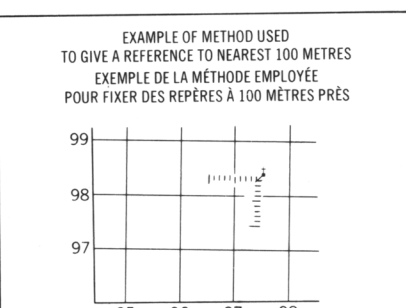 EXAMPLE OF METHOD USED
TO GIVE A REFERENCE TO NEAREST 100 METRES
EXEMPLE DE LA MÉTHODE EMPLOYÉE
POUR FIXER DES REPÈRES À 100 MÈTRES PRÈS
99
98
97